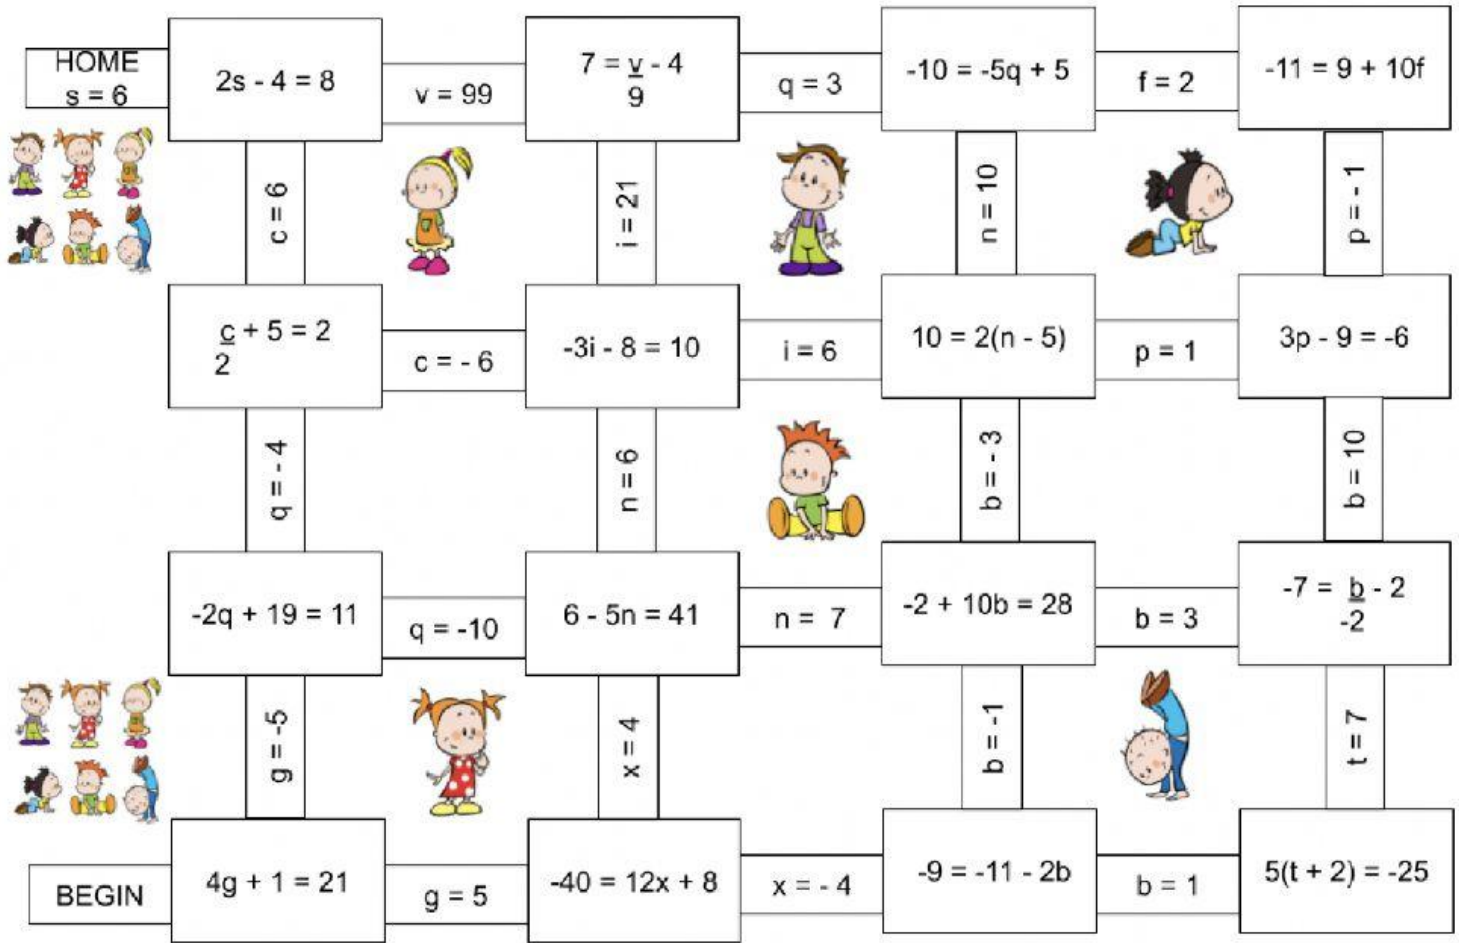 HOME
s = 6
2s - 4 = 8
v = 99
7 = v - 4
9
q = 3
-10 = -5q + 5
f = 2
-11 = 9 + 10f
c = 6
i = 21
n = 10
p = - 1
c + 5 = 2
2
c = - 6
-3i - 8 = 10
i = 6
10 = 2(n - 5)
p = 1
3p - 9 = -6
q = - 4
n = 6
b = - 3
b = 10
-2q + 19 = 11
q = -10
6 - 5n = 41
n = 7
-2 + 10b = 28
b = 3
-7 = b - 2
-2
g = -5
x = 4
b = -1
t = 7
BEGIN
4g + 1 = 21
g = 5
-40 = 12x + 8
x = - 4
-9 = -11 - 2b
b = 1
5(t + 2) = -25